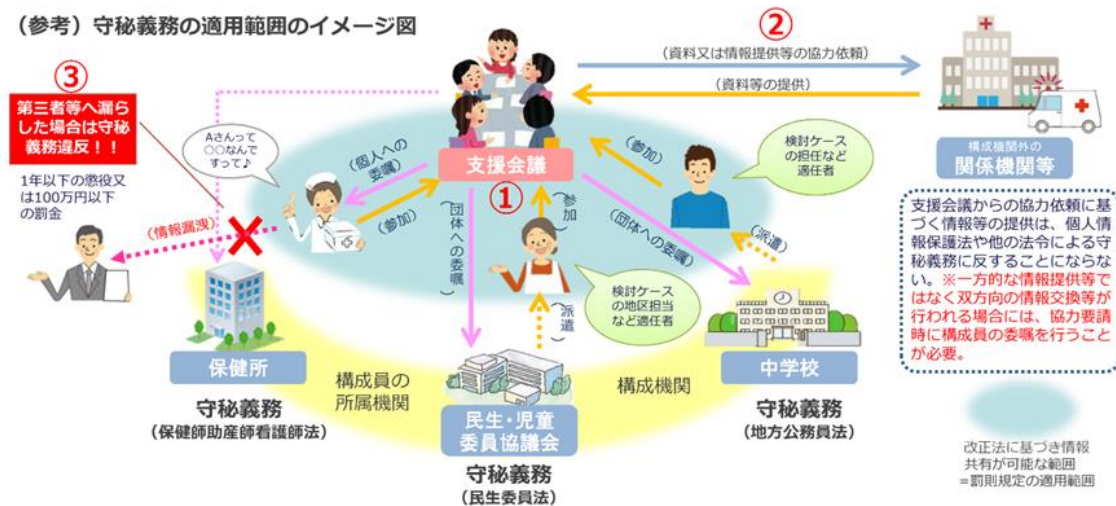 （参考）守秘義務の適用範囲のイメージ図
③
第三者等へ漏ら
した場合は守秘
義務違反！！
1年以下の懲役又
は100万円以下
の罰金
（情報漏洩）
Aさんって
○○なんで
すって♪
（個人への
委嘱）
（参加）
支援会議
①
（団体への委嘱）
（参加）
（参加）
（団体への委嘱）
（派遣）
（派遣）
検討ケース
の担任など
適任者
検討ケース
の地区担当
など適任者
②
（資料又は情報提供等の協力依頼）
（資料等の提供）
構成機関外の
関係機関等
支援会議からの協力依頼に基
づく情報等の提供は、個人情
報保護法や他の法令による守
秘義務に反することにならな
い。※一方的な情報提供等で
はなく双方向の情報交換等が
行われる場合には、協力要請
時に構成員の委嘱を行うこと
が必要。
保健所
守秘義務
（保健師助産師看護師法）
構成員の
所属機関
民生・児童
委員協議会
守秘義務
（民生委員法）
構成機関
中学校
守秘義務
（地方公務員法）
改正法に基づき情報
共有が可能な範囲
=罰則規定の適用範囲